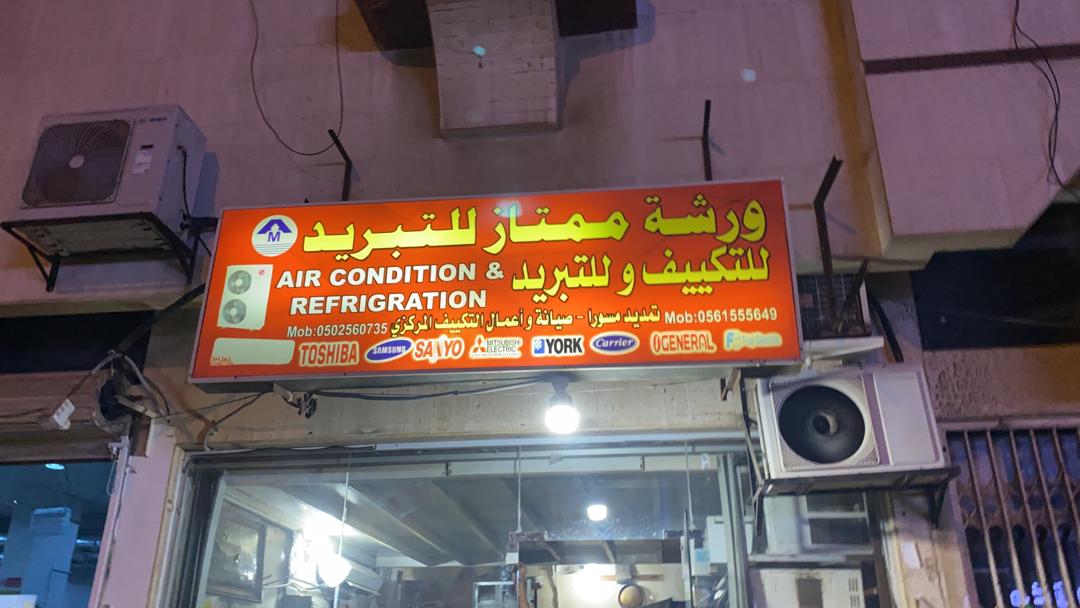 ورشة ممتاز للتبريد
M
للتكييف و للتبريد
AIR CONDITION &
REFRIGRATION
تمديد مسورا - صيانة و أعمال التكييف المركزي
Mob:0502560735
Mob:0561555649
TOSHIBA
SAMSUNG
SANYO
MITSUBISHI
ELECTRIC
YORK
Carrier
GENERAL